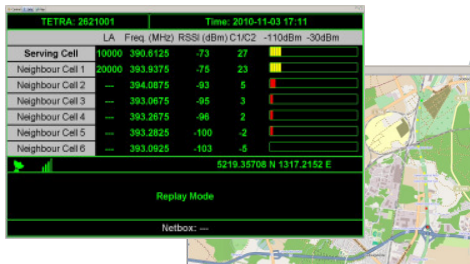 TETRA: 2621001 Time: 2010-11-03 17:11
LA Freq. (MHz) RSSI (dBm) C1/C2 -110dBm -30dBm
Serving Cell 10000 390.6125 -73 27
Neighbour Cell 1 20000 393.9375 -75 23
Neighbour Cell 2 --- 394.0875 -93 5
Neighbour Cell 3 --- 393.0675 -95 3
Neighbour Cell 4 --- 393.2675 -96 2
Neighbour Cell 5 --- 393.2825 -100 -2
Neighbour Cell 6 --- 393.0925 -103 -5
5219.35708 N 1317.2152 E
Replay Mode
Netbox: ---